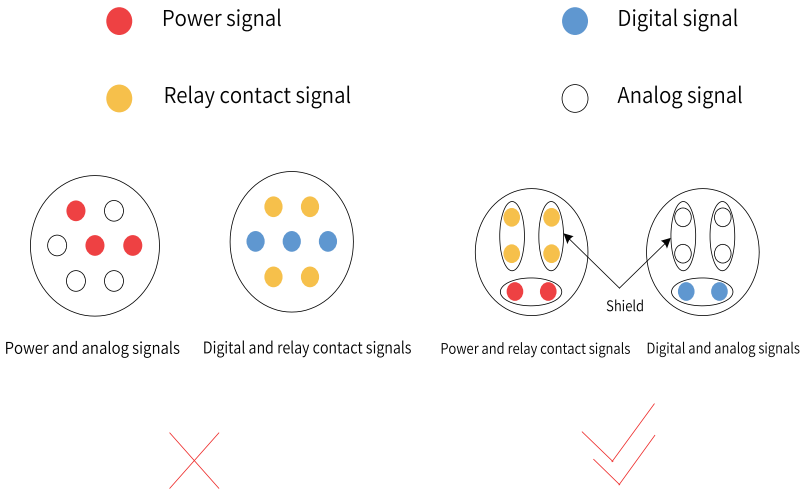 Power signal
Digital signal
Relay contact signal
Analog signal
Shield
Power and analog signals
Digital and relay contact signals
Power and relay contact signals
Digital and analog signals